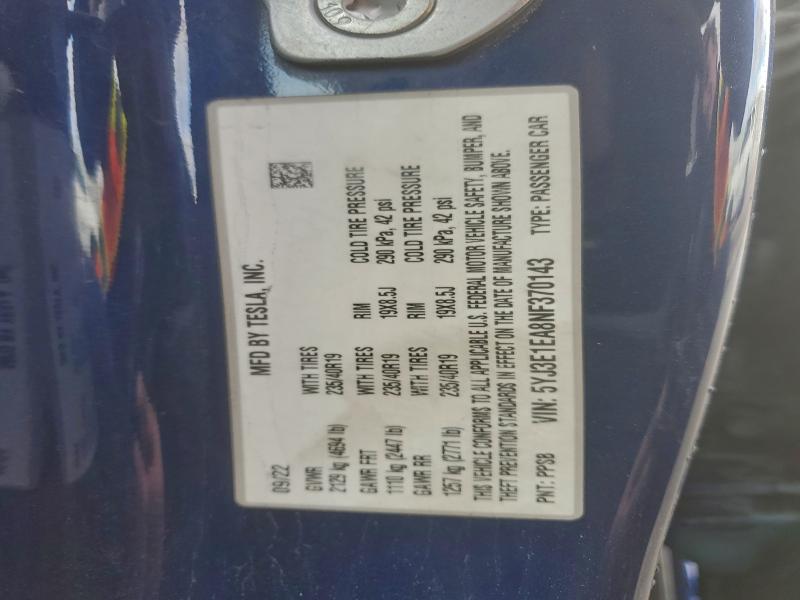 MFD BY TESLA, INC.
09/22
GVWR WITH TIRES RIM COLD TIRE PRESSURE
2129 kg (4694 lb) 235/40R19 19X8.5J 290 kPa, 42 psi
GAWR FRT WITH TIRES RIM COLD TIRE PRESSURE
1110 kg (2447 lb) 235/40R19 19X8.5J 290 kPa, 42 psi
GAWR RR WITH TIRES
1257 kg (2771 lb) 235/40R19
THIS VEHICLE CONFORMS TO ALL APPLICABLE U.S. FEDERAL MOTOR VEHICLE SAFETY, BUMPER, AND
THEFT PREVENTION STANDARDS IN EFFECT ON THE DATE OF MANUFACTURE SHOWN ABOVE.
PNT: PPSB VIN: 5YJ3E1EA8NF370143 TYPE: PASSENGER CAR
10.9